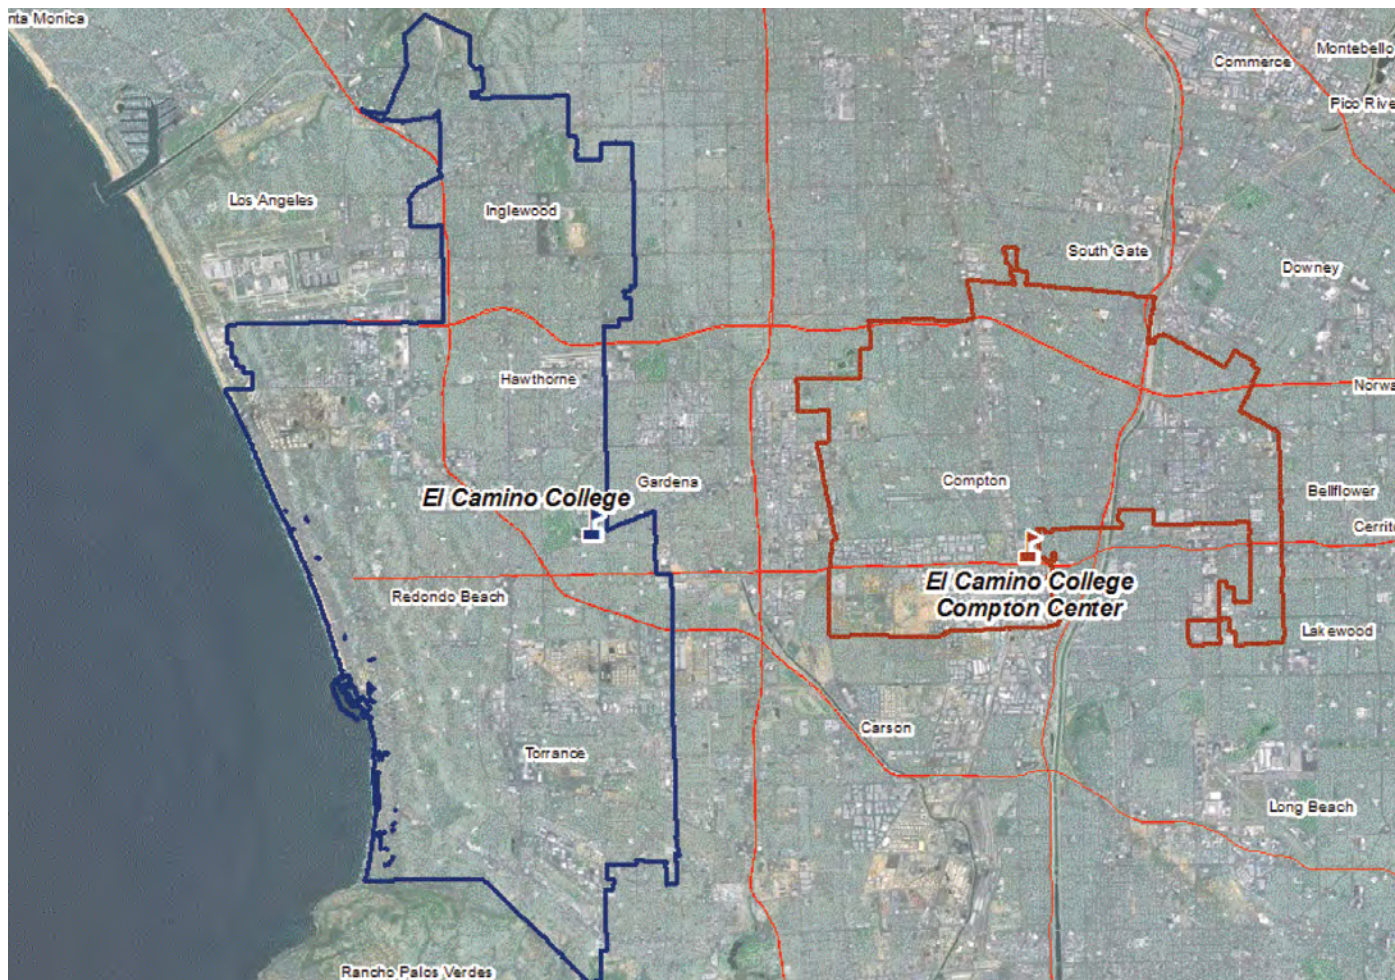 nta Monica
Montebello
Commerce
Pico Rive
Los Angeles
Inglewood
South Gate
Downey
Hawthorne
Norwa
El Camino College
Gardena
Compton
Bellflower
Cerrito
El Camino College
Compton Center
Redondo Beach
Lakewood
Carson
Torrance
Long Beach
Rancho Palos Verdes